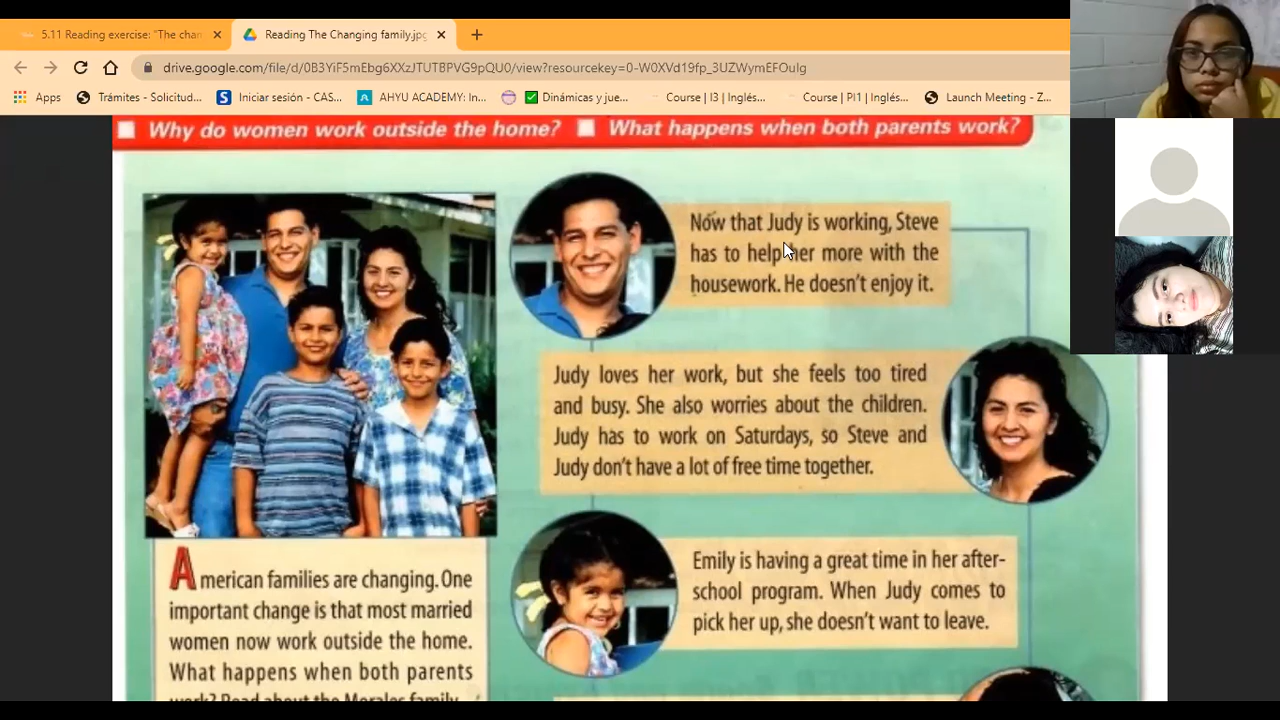 5.11 Reading exercise: "The chan
Reading The Changing family.jpg
drive.google.com/file/d/0B3YiF5mEbg6XXzJTUTBPVG9pQU0/view?resourcekey=0-W0XVd19fp_3UZWymEFOulg
Apps Trámites - Solicitud... Iniciar sesión - CAS... AHYU ACADEMY: In... Dinámicas y jue... Course | I3 | Inglés... Course | PI1 | Inglés... Launch Meeting - Z...
Why do women work outside the home? What happens when both parents work?
Now that Judy is working, Steve
has to help her more with the
housework. He doesn't enjoy it.
Judy loves her work, but she feels too tired
and busy. She also worries about the children.
Judy has to work on Saturdays, so Steve and
Judy don't have a lot of free time together.
Emily is having a great time in her after-
school program. When Judy comes to
pick her up, she doesn't want to leave.
American families are changing. One
important change is that most married
women now work outside the home.
What happens when both parents
work? Read about the Morales family.